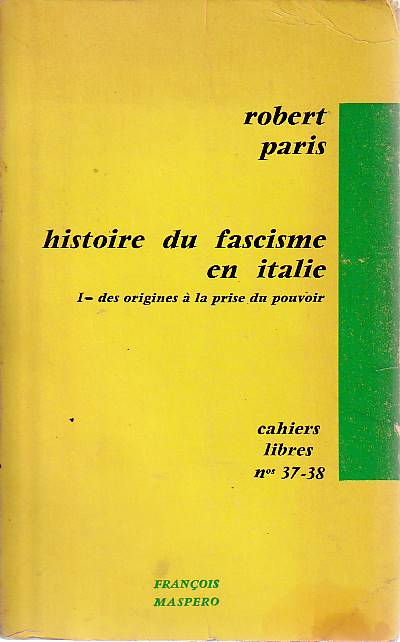 robert
paris
histoire du fascisme
en italie
I- des origines à la prise du pouvoir
cahiers
libres
nos 37-38
FRANÇOIS
MASPERO